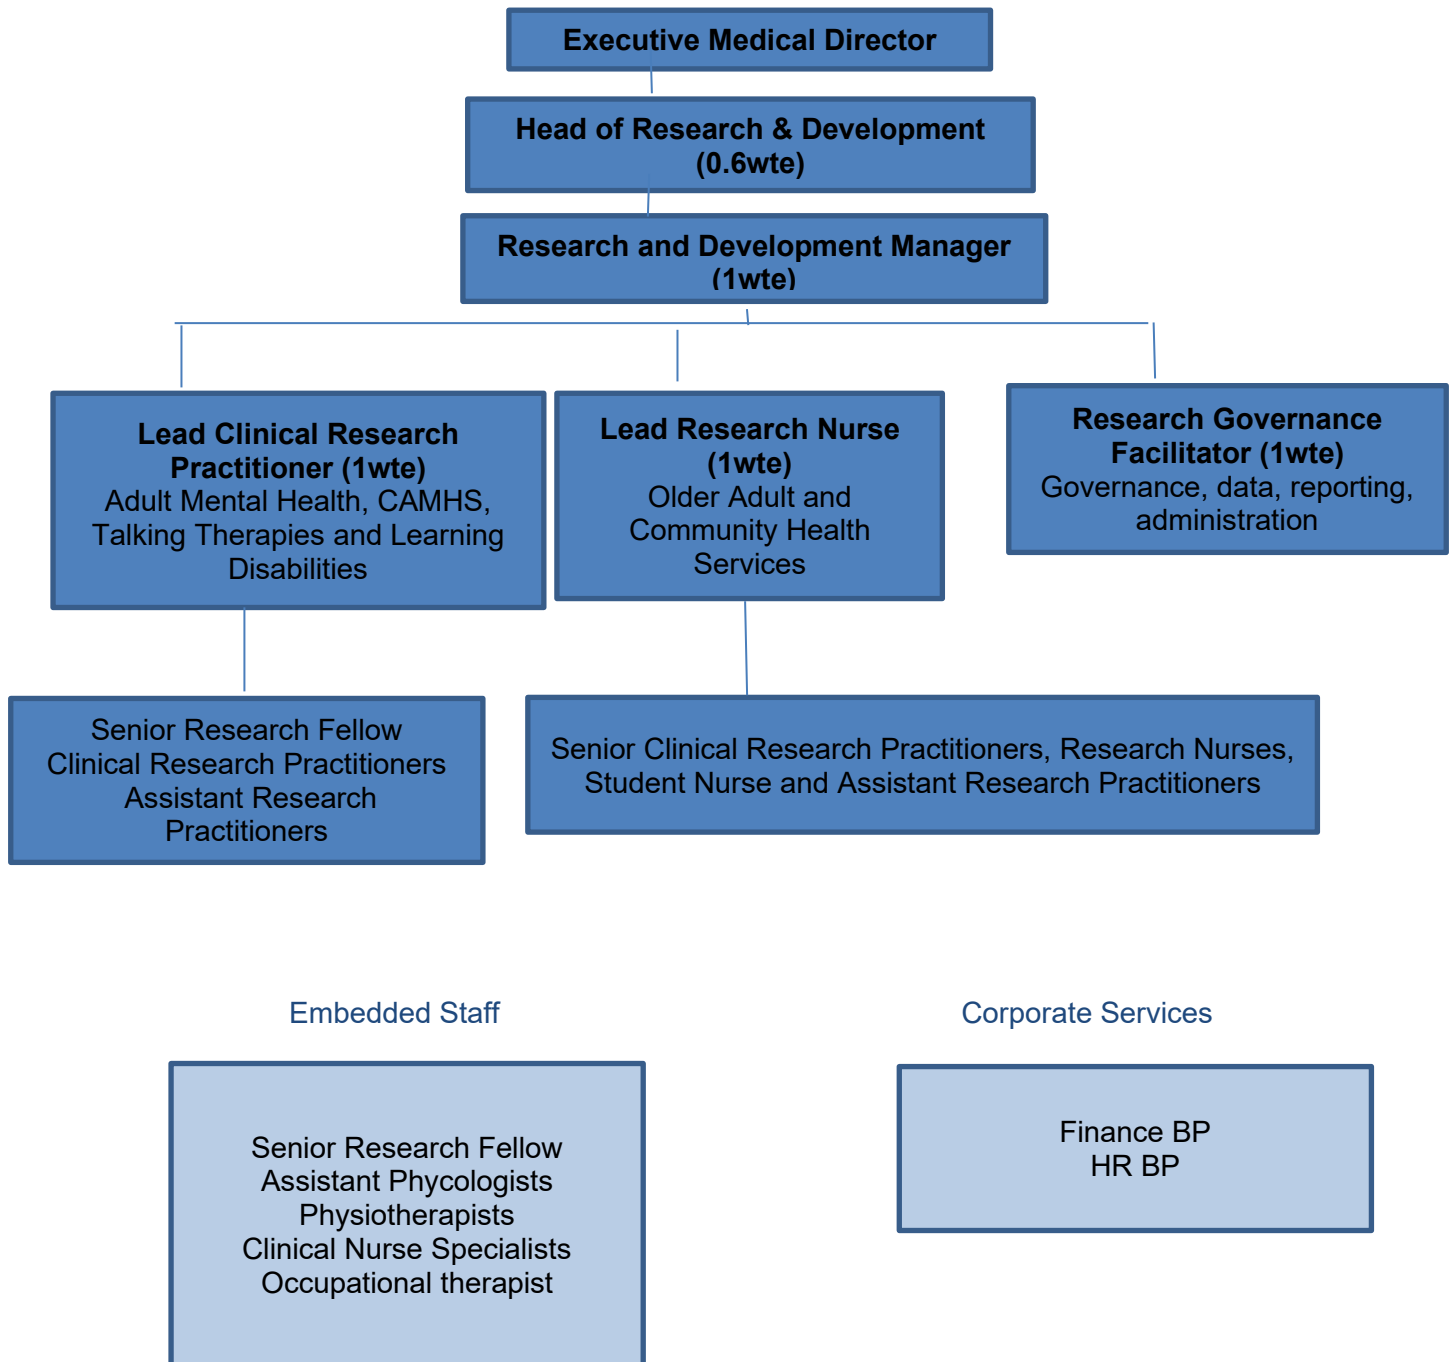 Executive Medical Director
Head of Research & Development
(0.6wte)
Research and Development Manager
(1wte)
Lead Clinical Research
Practitioner (1wte)
Adult Mental Health, CAMHS,
Talking Therapies and Learning
Disabilities
Lead Research Nurse
(1wte)
Older Adult and
Community Health
Services
Research Governance
Facilitator (1wte)
Governance, data, reporting,
administration
Senior Research Fellow
Clinical Research Practitioners
Assistant Research
Practitioners
Senior Clinical Research Practitioners, Research Nurses,
Student Nurse and Assistant Research Practitioners
Embedded Staff
Senior Research Fellow
Assistant Phycologists
Physiotherapists
Clinical Nurse Specialists
Occupational therapist
Corporate Services
Finance BP
HR BP